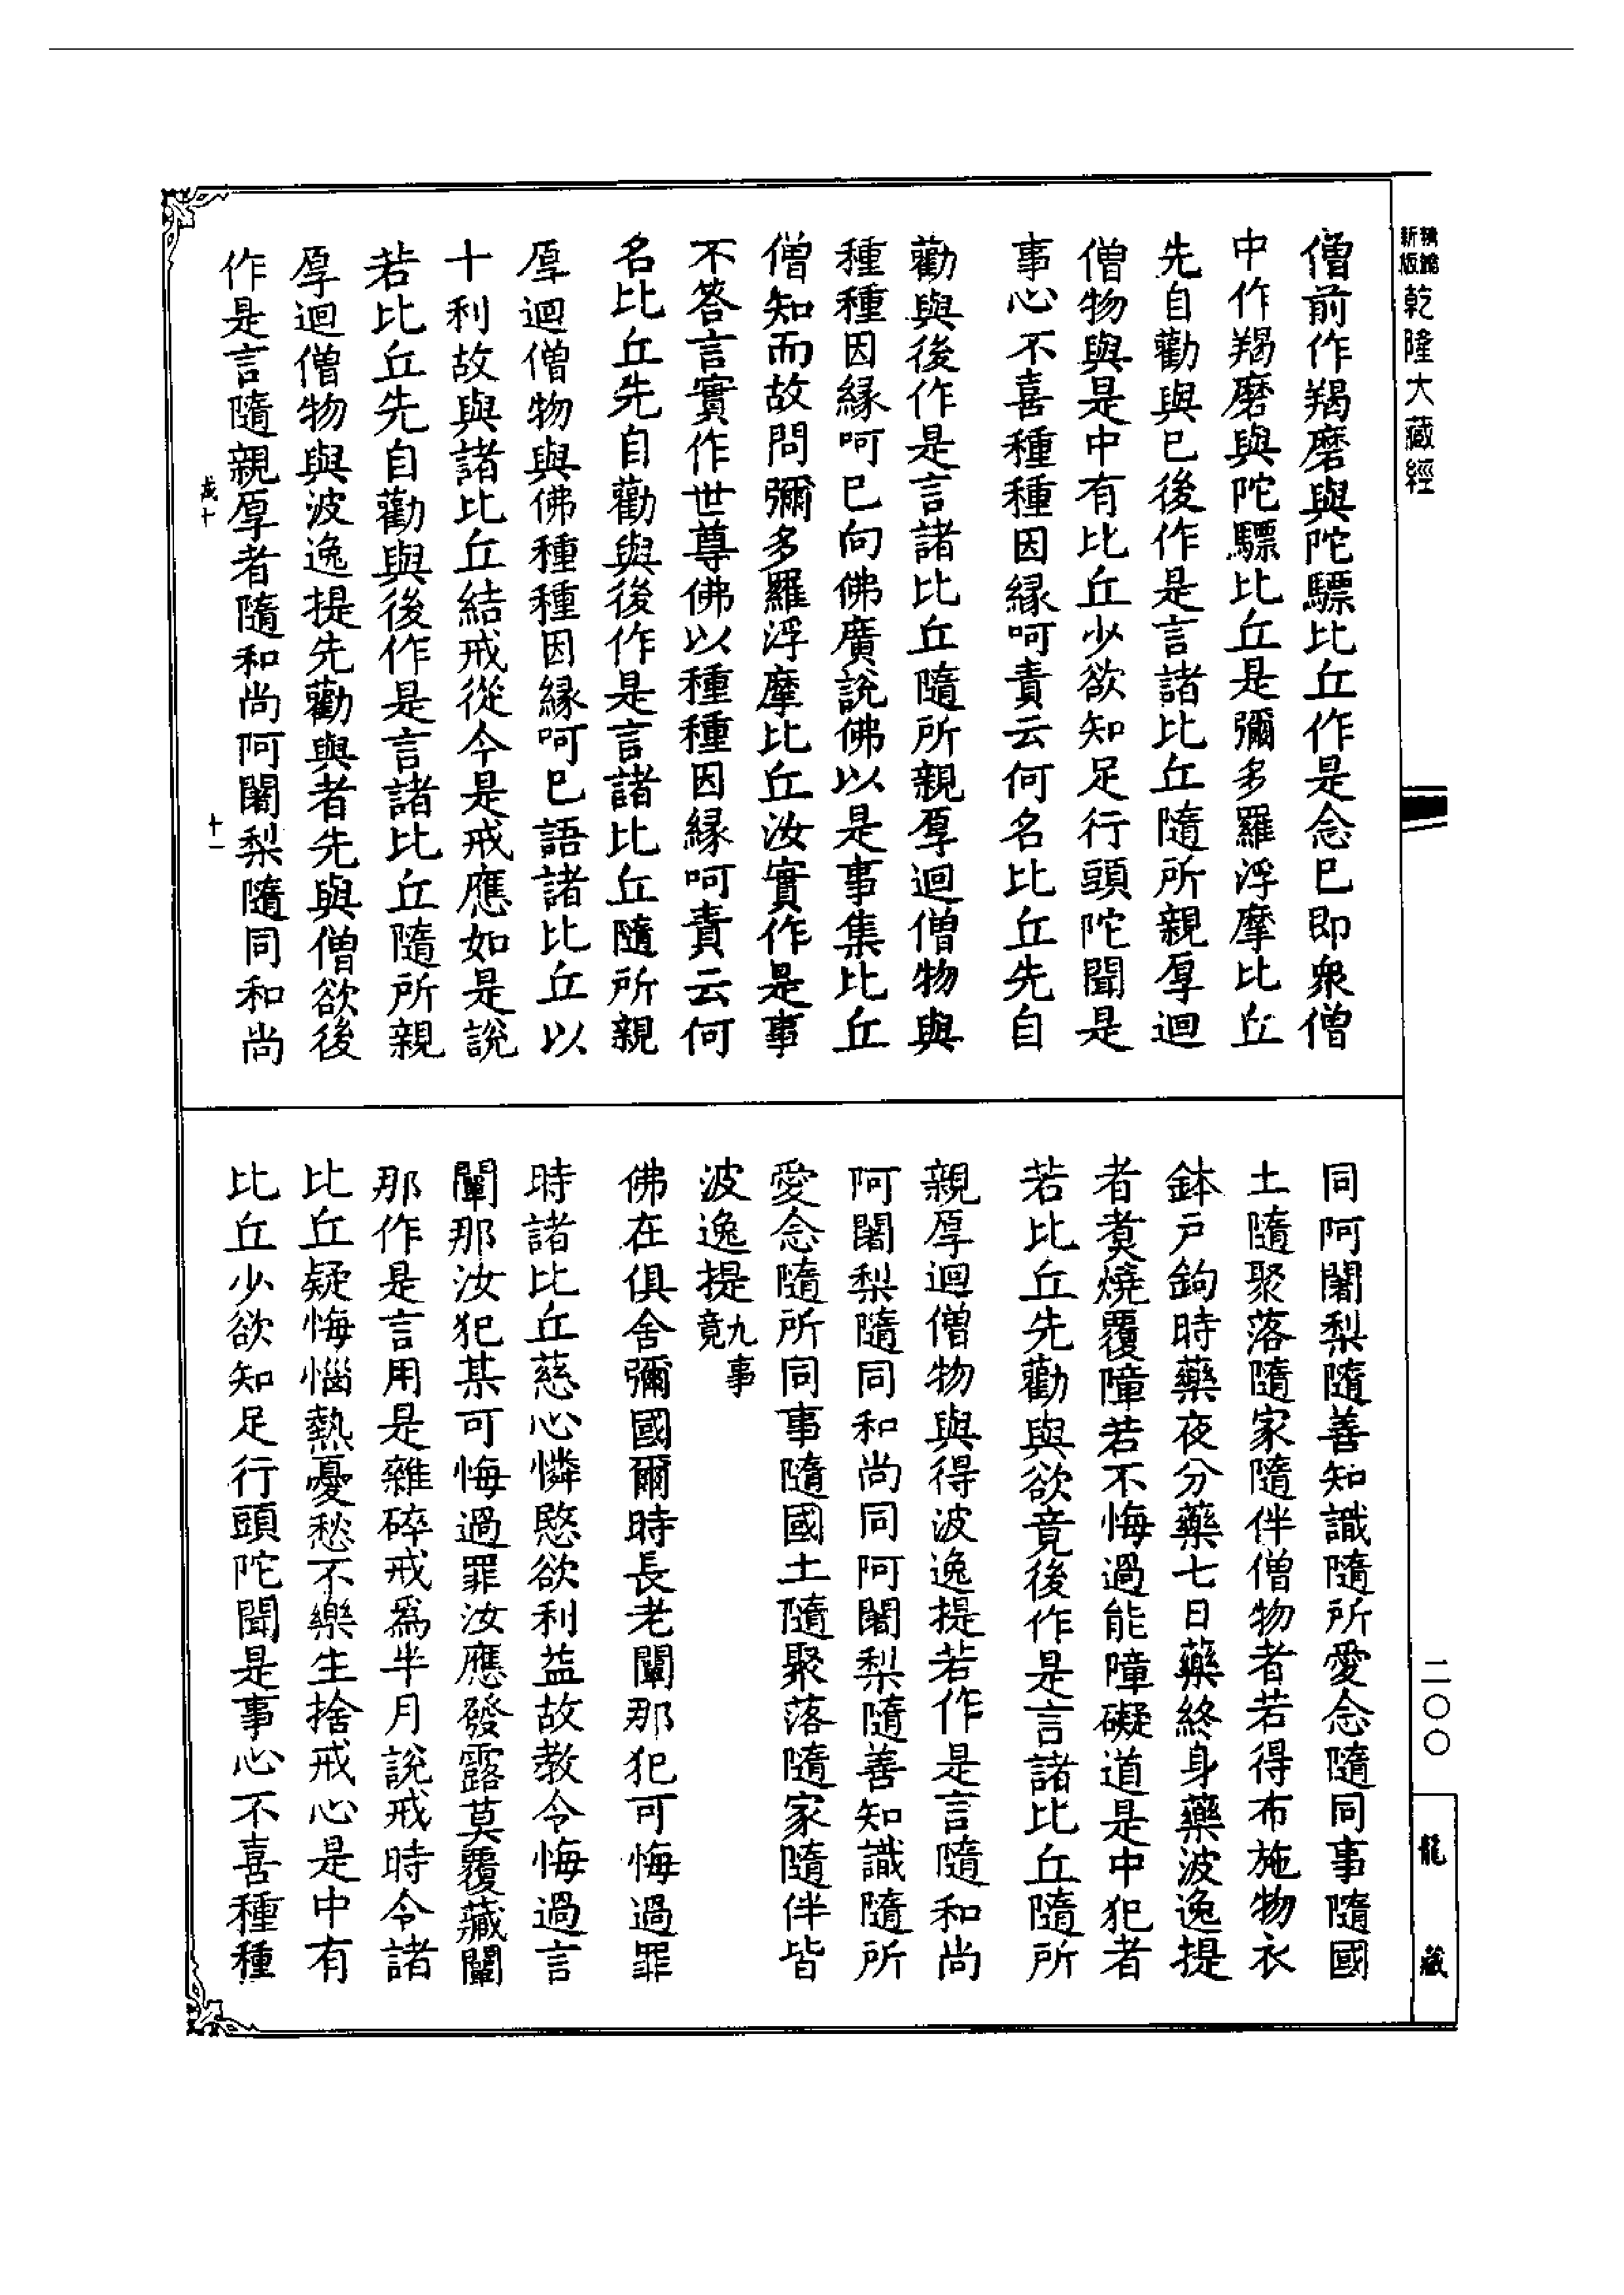 精編
新版
乾隆大藏經
僧前作羯磨與陀驃比丘作是念已即衆僧
中作羯磨與陀驃比丘是彌多羅浮摩比丘
先自勸與已後作是言諸比丘隨所親厚迴
僧物與是中有比丘少欲知足行頭陀聞是
事心不喜種種因緣呵責云何名比丘先自
勸與後作是言諸比丘隨所親厚迴僧物與
種種因緣呵已向佛廣說佛以是事集比丘
僧知而故問彌多羅浮摩比丘汝實作是事
不答言實作世尊佛以種種因緣呵責云何
名比丘先自勸與後作是言諸比丘隨所親
厚迴僧物與佛種種因緣呵已語諸比丘以
十利故與諸比丘結戒從今是戒應如是說
若比丘先自勸與後作是言諸比丘隨所親
厚迴僧物與波逸提先勸與者先與僧欲後
作是言隨親厚者隨和尚阿闍梨隨同和尚
十一
同阿闍梨隨善知識隨所愛念隨同事隨國
土隨聚落隨家隨伴僧物者若得布施物衣
鉢戶鉤時藥夜分藥七日藥終身藥波逸提
者煑燒覆障若不悔過能障礙道是中犯者
若比丘先勸與欲竟後作是言諸比丘隨所
親厚迴僧物與得波逸提若作是言隨和尚
阿闍梨隨同和尚同阿闍梨隨善知識隨所
愛念隨所同事隨國土隨聚落隨家隨伴皆
波逸提九事竟
佛在俱舍彌國爾時長老闡那犯可悔過罪
時諸比丘慈心憐愍欲利益故教令悔過言
闡那汝犯某可悔過罪汝應發露莫覆藏闡
那作是言用是雜碎戒爲半月說戒時令諸
比丘疑悔惱熱憂愁不樂生捨戒心是中有
比丘少欲知足行頭陀聞是事心不喜種種
二〇〇
龍藏